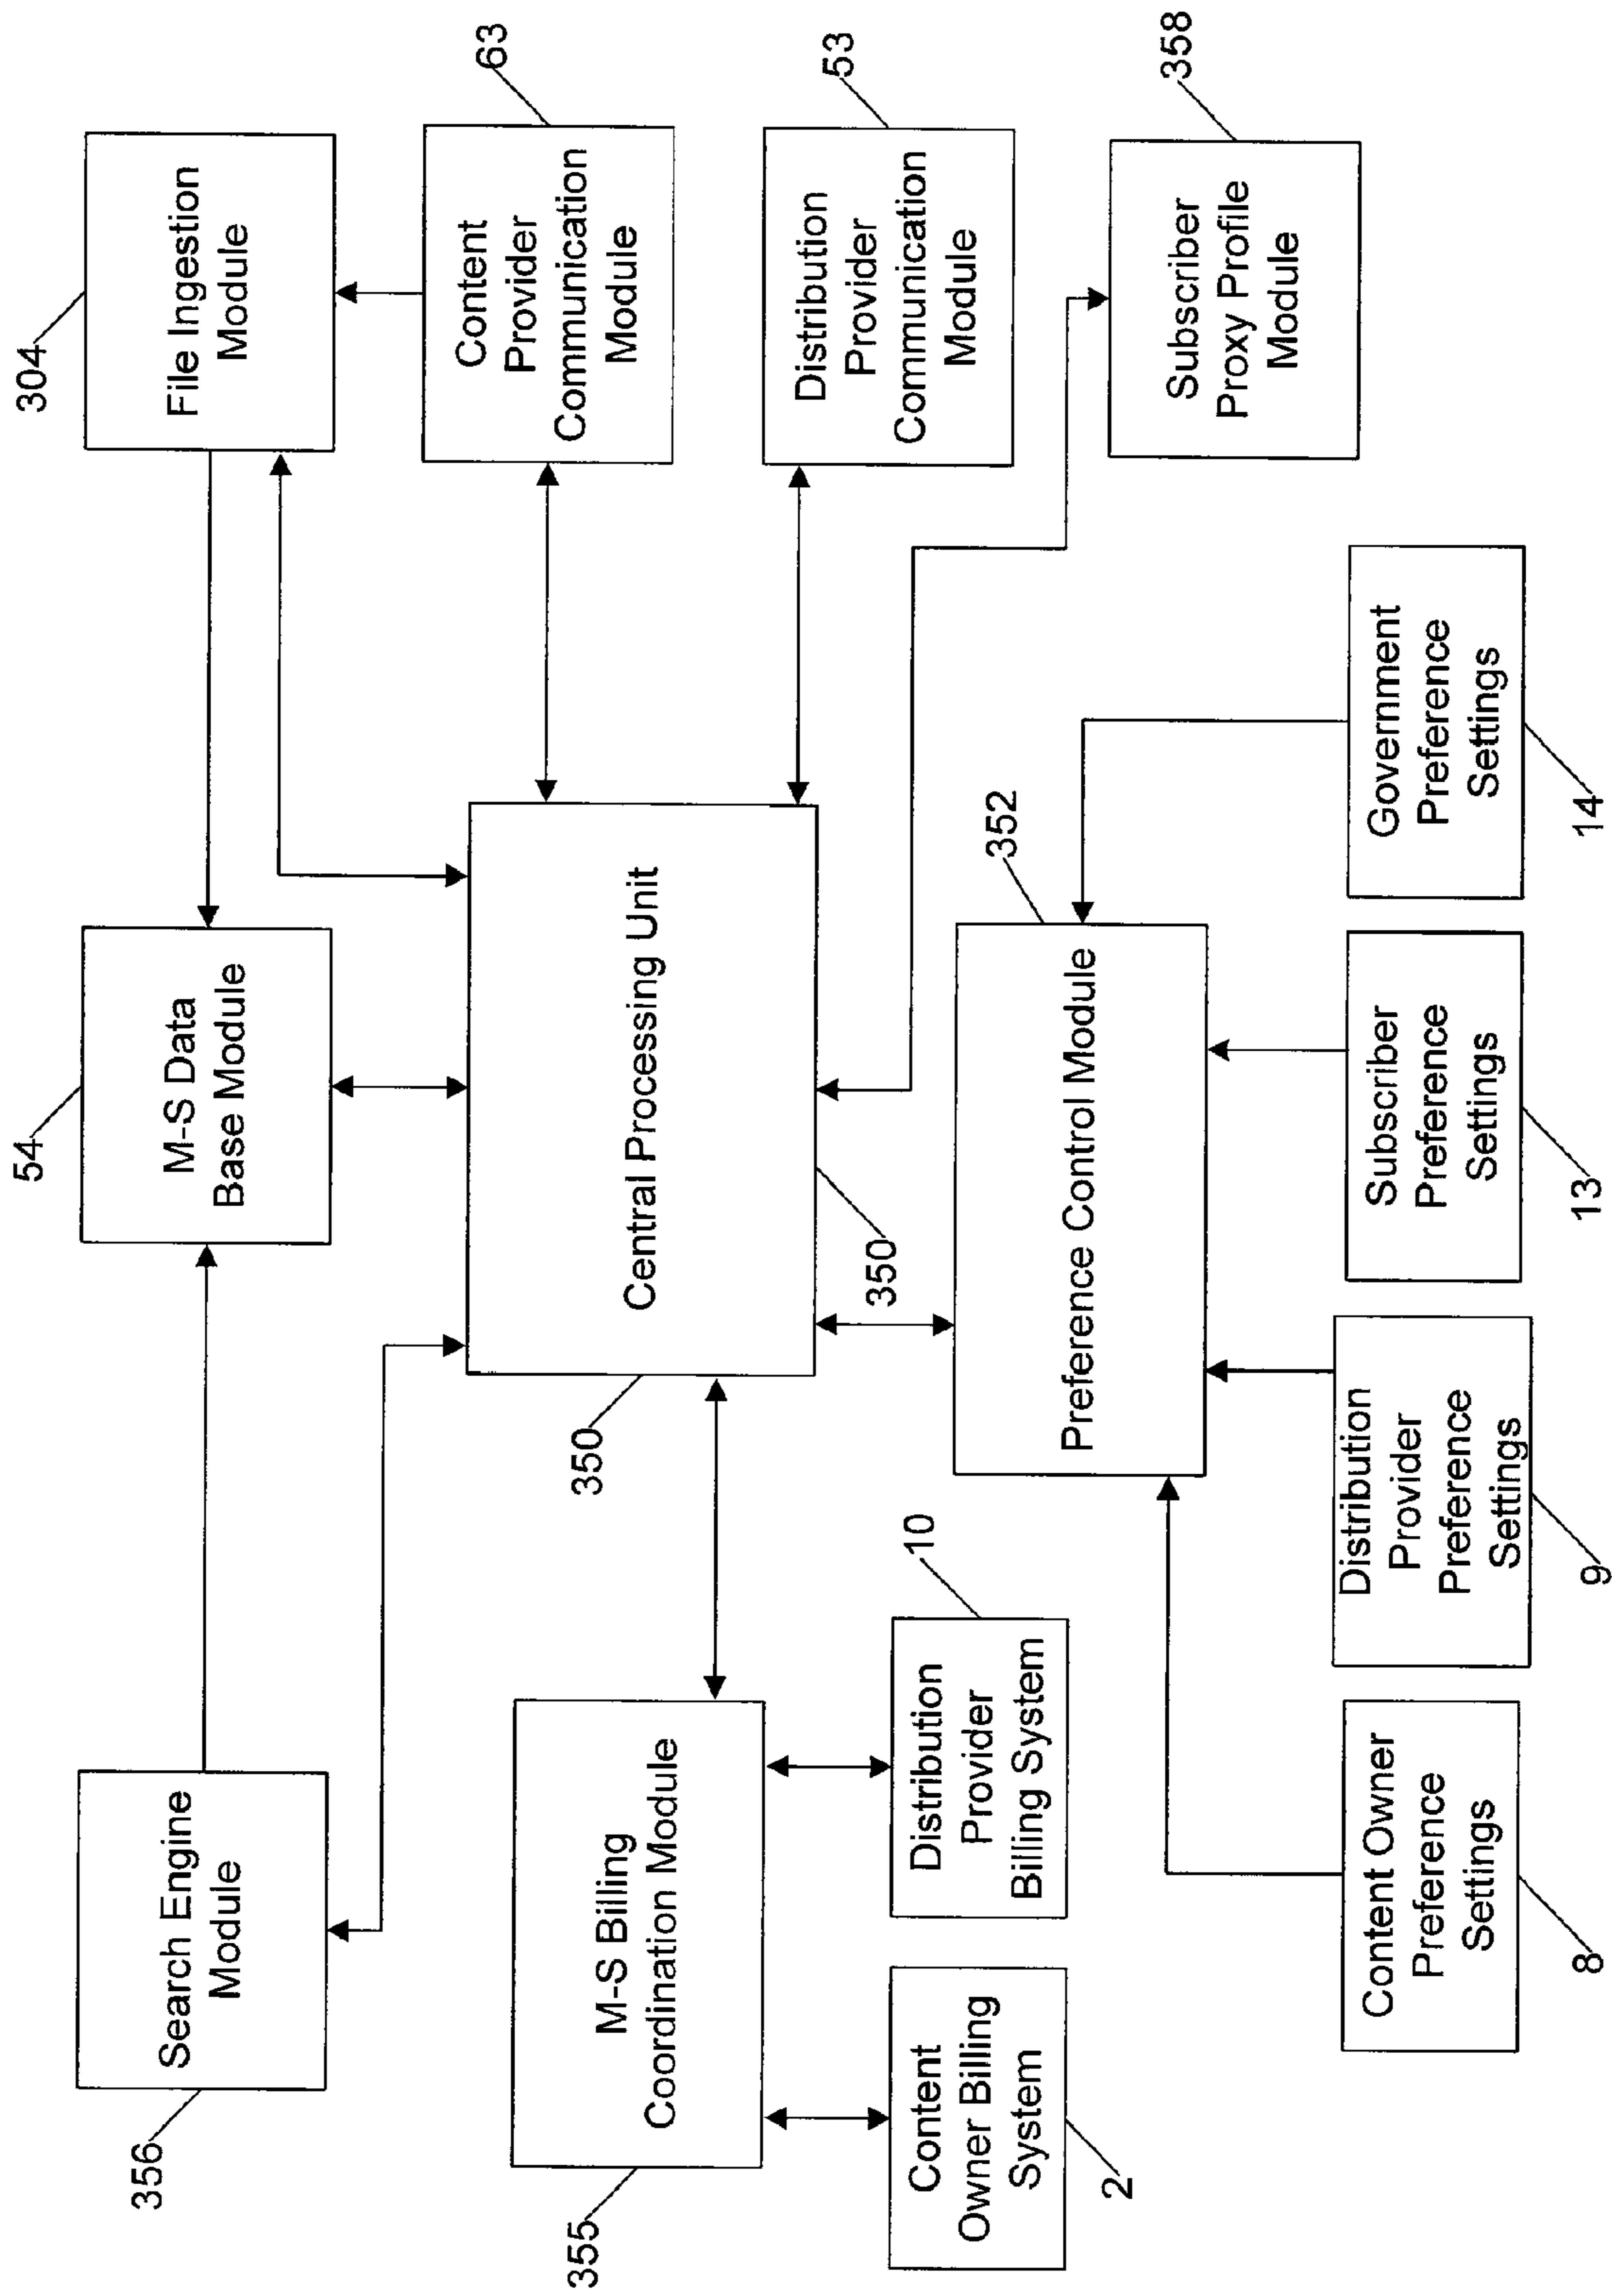 356
Search Engine
Module
54
M-S Data
Base Module
304
File Ingestion
Module
63
Content
Provider
Communication
Module
355
M-S Billing
Coordination Module
350
Central Processing Unit
350
53
Distribution
Provider
Communication
Module
Content
Owner Billing
System
2
10
Distribution
Provider
Billing System
352
Preference Control Module
358
Subscriber
Proxy Profile
Module
Content Owner
Preference
Settings
8
Distribution
Provider
Preference
Settings
9
Subscriber
Preference
Settings
13
Government
Preference
Settings
14